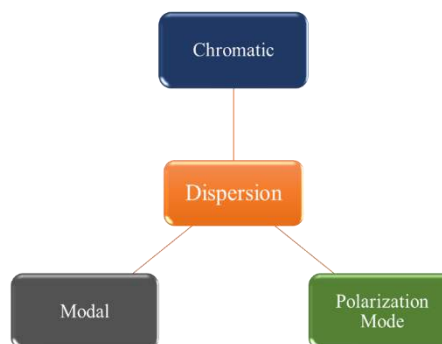 Chromatic
Dispersion
Modal
Polarization
Mode